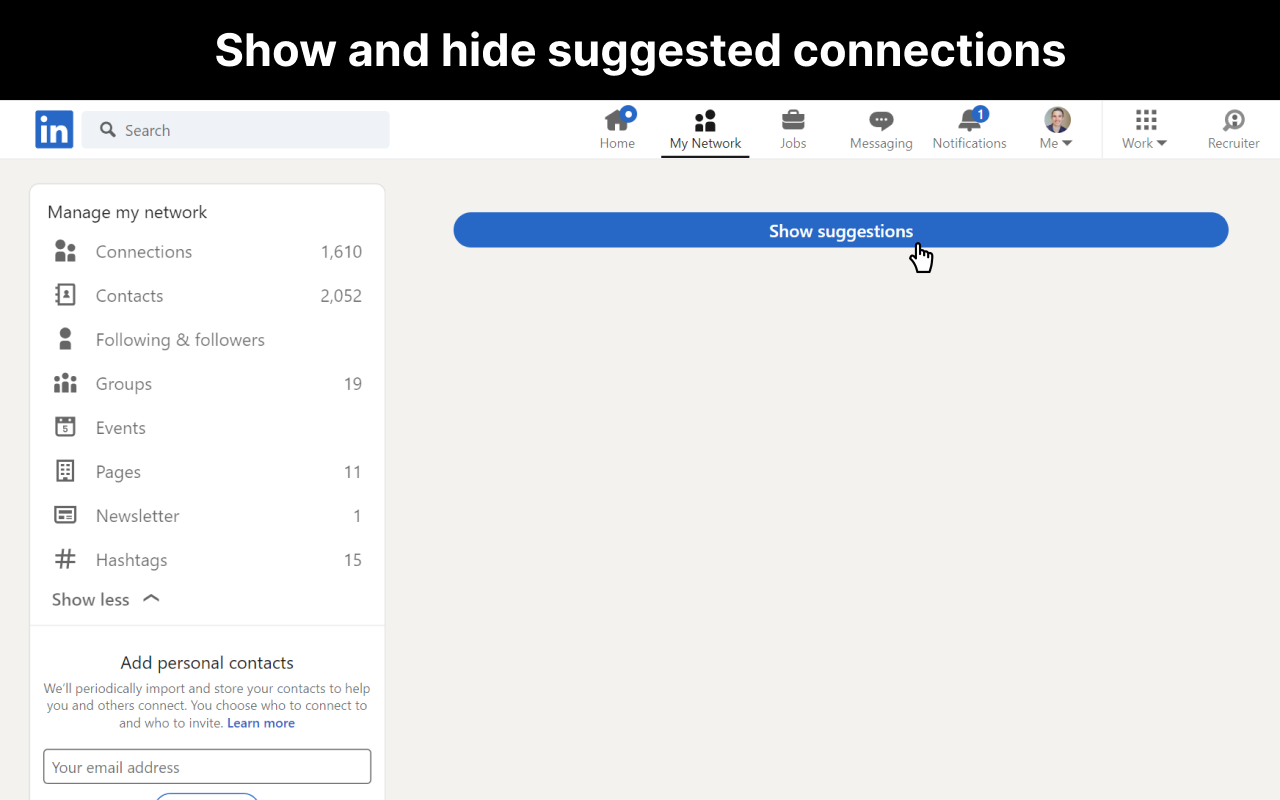 Show and hide suggested connections
in
Search
Home
My Network
Jobs
Messaging
1
Notifications
Me
Work
Recruiter
Manage my network
Connections 1,610
Contacts 2,052
Following & followers
Groups 19
5
Events
Pages 11
Newsletter 1
Hashtags 15
Show less
Show suggestions
Add personal contacts
We'll periodically import and store your contacts to help
you and others connect. You choose who to connect to
and who to invite. Learn more
Your email address